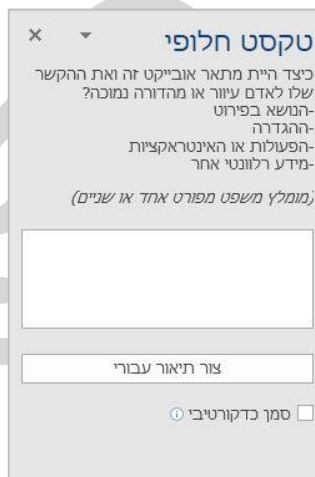 טקסט חלופי
כיצד היית מתאר אובייקט זה ואת ההקשר
שלו לאדם עיוור או מהדורה נמוכה?
-הנושא בפירוט
-ההגדרה
-הפעולות או האינטראקציות
-מידע רלוונטי אחר
(מומלץ משפט מפורט אחד או שניים)
צור תיאור עבורי
סמן כדקורטיבי